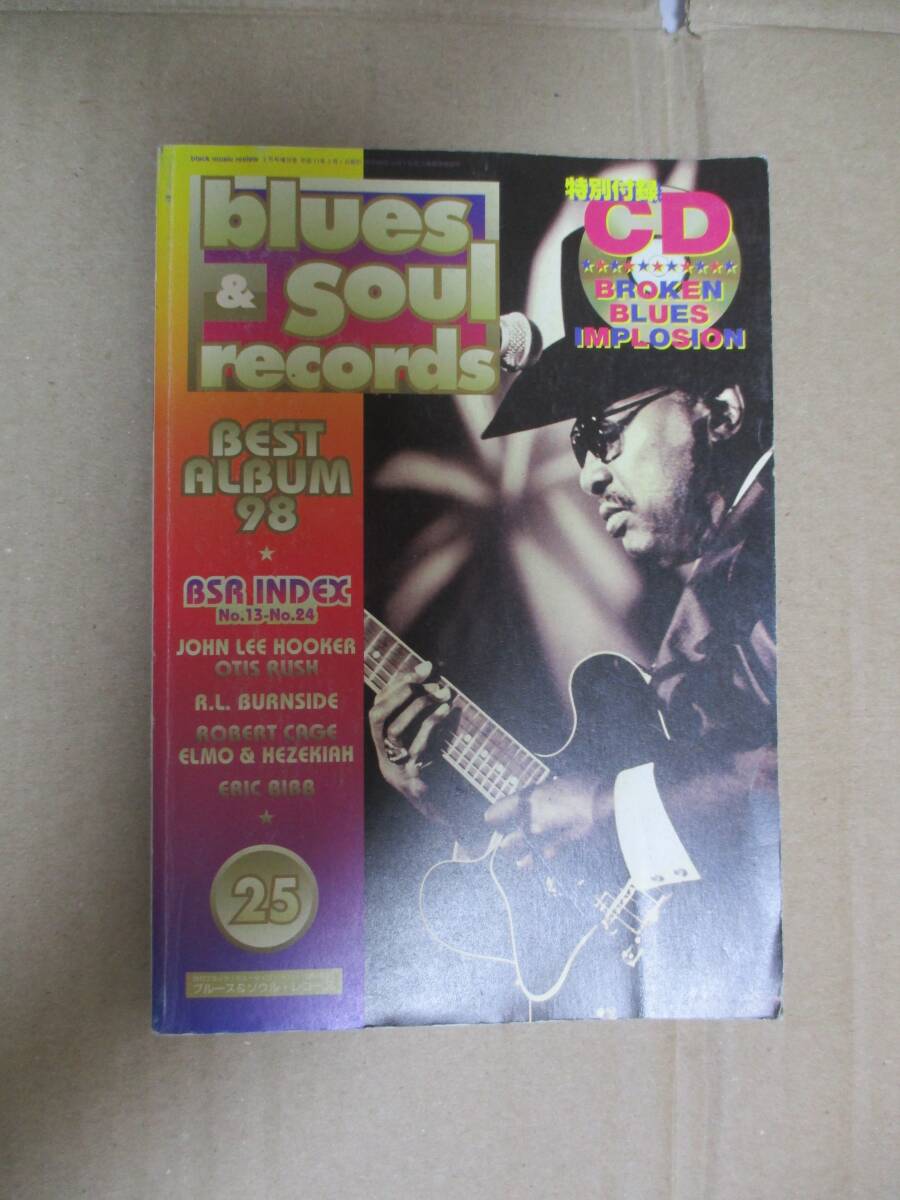 black music review
blues
& soul
records
特別付録
CD
BROKEN
BLUES
IMPLOSION
BEST
ALBUM
98
BSR INDEX
No.13-No.24
JOHN LEE HOOKER
OTIS RUSH
R.L. BURNSIDE
ROBERT CAGE
ELMO & HEZEKIAH
ERIC BIBB
25
ブルース&ソウル・レコーズ